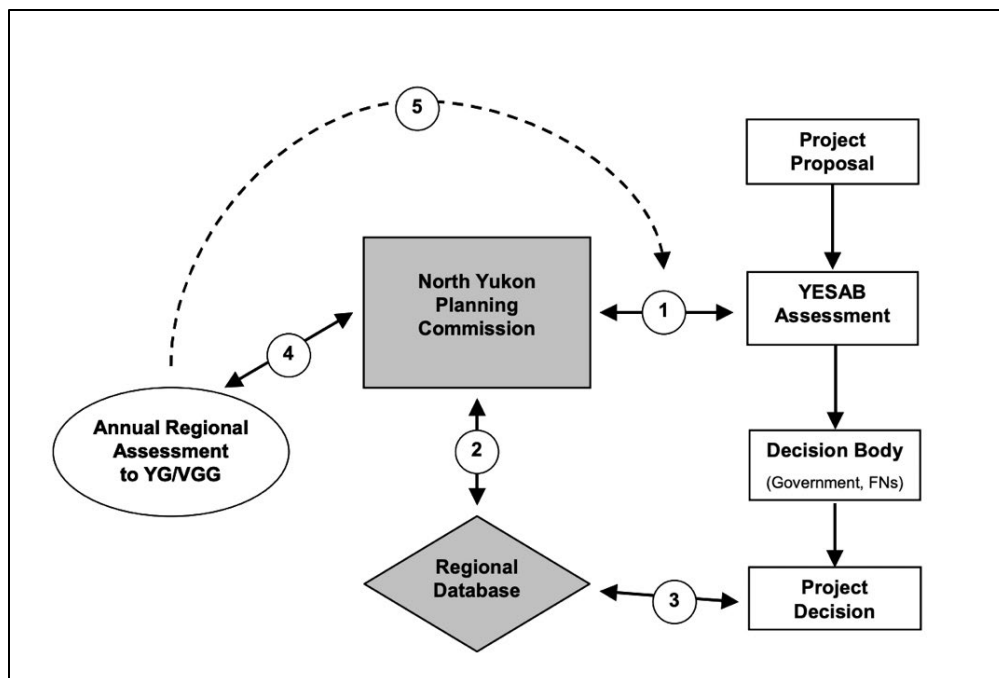 5
Project
Proposal
North Yukon
Planning
Commission
1
YESAB
Assessment
4
Annual Regional
Assessment
to YG/VGG
2
Decision Body
(Government, FNs)
Regional
Database
3
Project
Decision